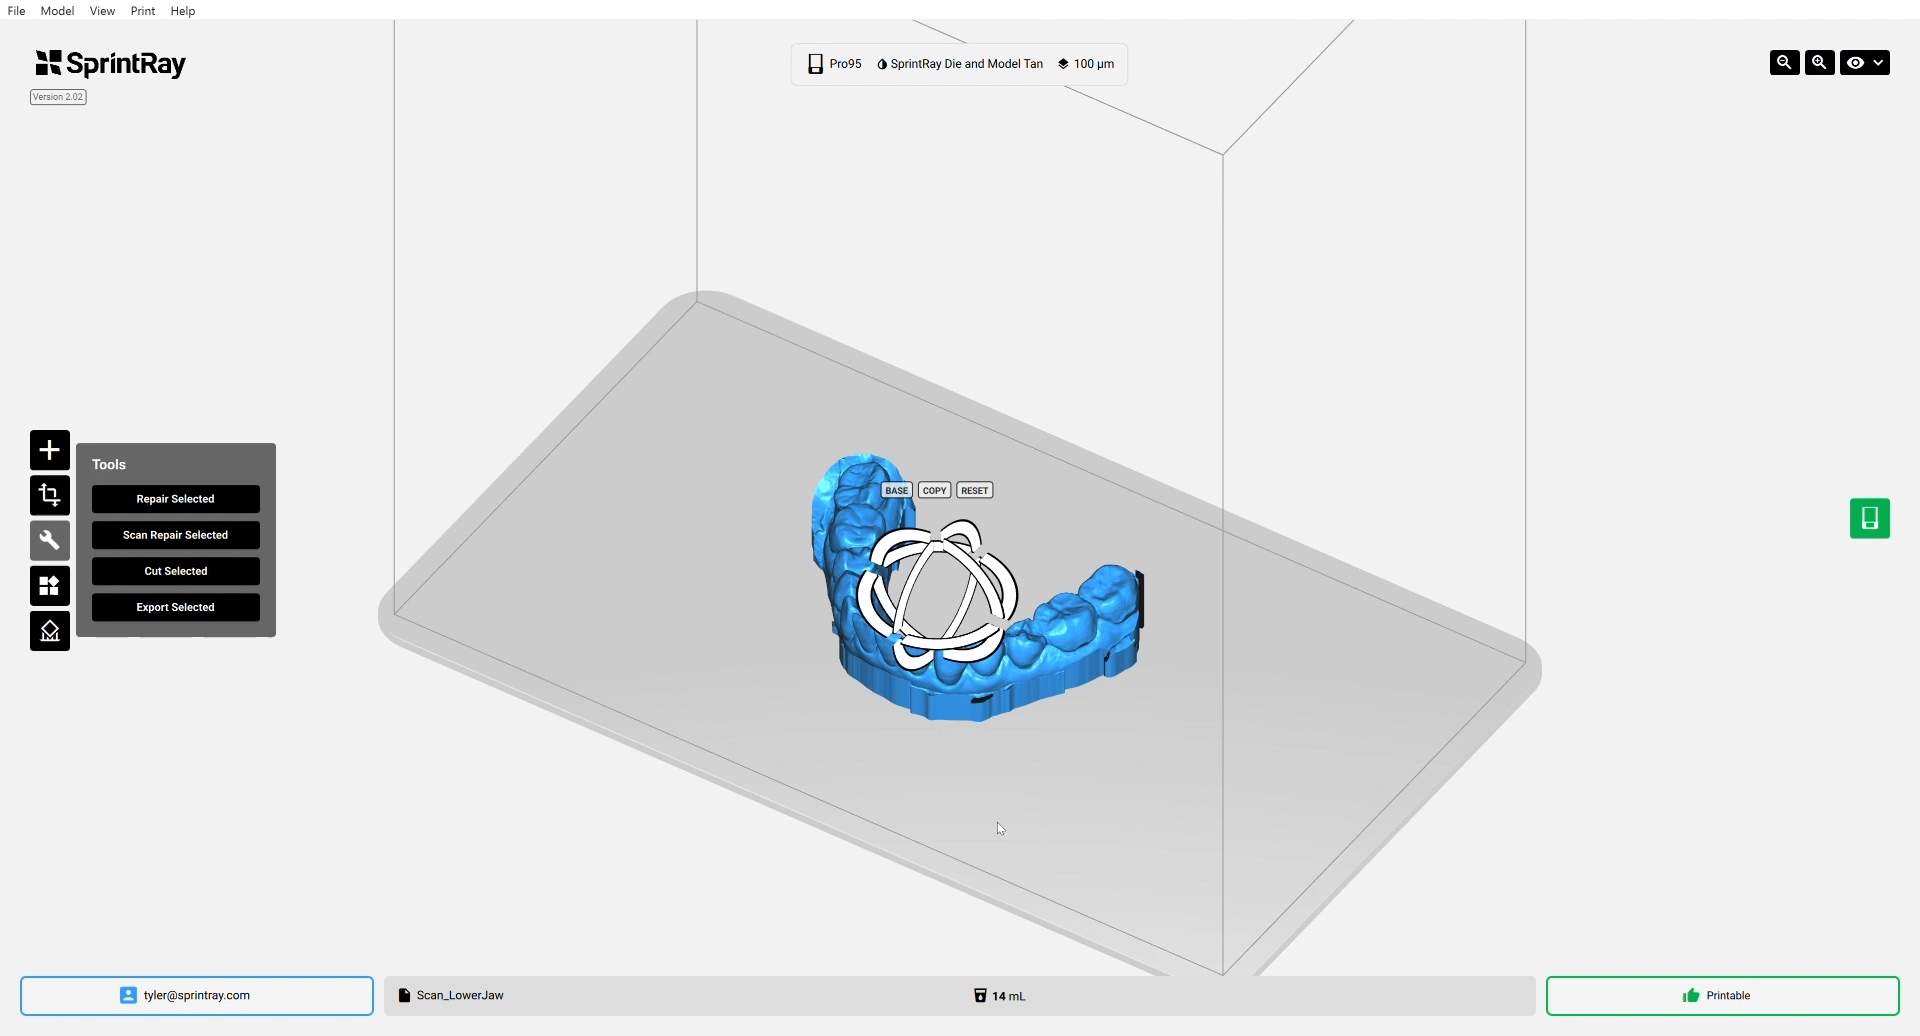 File Model View Print Help
SprintRay
Version 2.02
Pro95 SprintRay Die and Model Tan 100 µm
Tools
Repair Selected
Scan Repair Selected
Cut Selected
Export Selected
BASE COPY RESET
tyler@sprintray.com
Scan_LowerJaw
14 mL
Printable